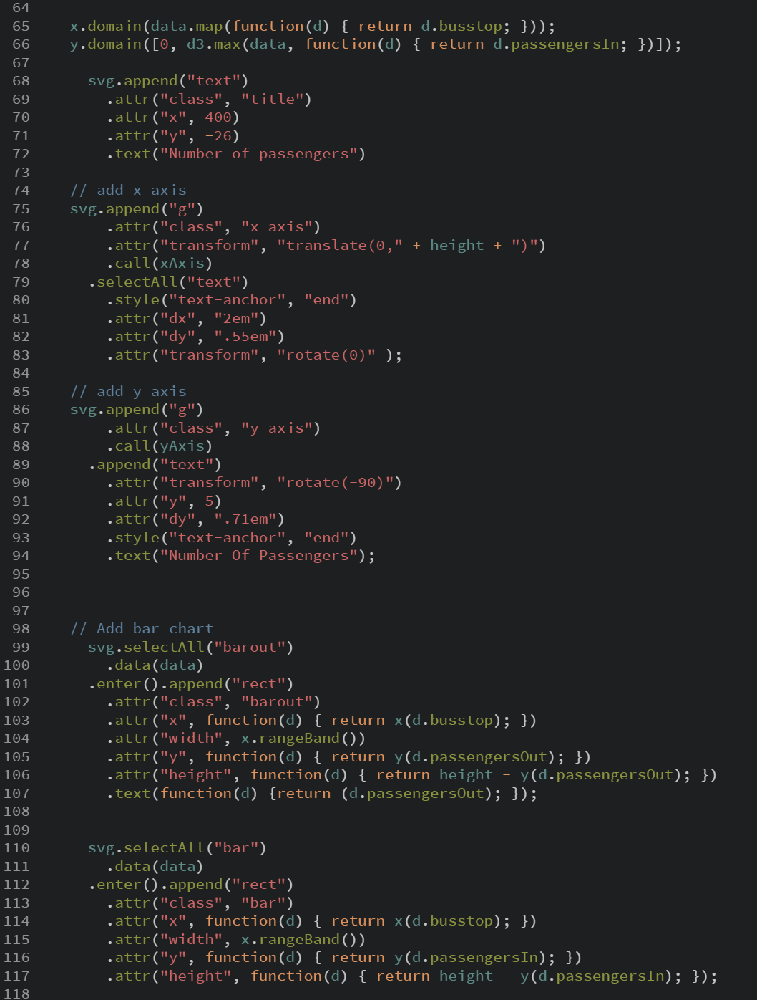 64
65 x.domain(data.map(function(d) { return d.busstop; }));
66 y.domain([0, d3.max(data, function(d) { return d.passengersIn; })]);
67
68 svg.append("text")
69 .attr("class", "title")
70 .attr("x", 400)
71 .attr("y", -26)
72 .text("Number of passengers")
73
74 // add x axis
75 svg.append("g")
76 .attr("class", "x axis")
77 .attr("transform", "translate(0," + height + ")")
78 .call(xAxis)
79 .selectAll("text")
80 .style("text-anchor", "end")
81 .attr("dx", "2em")
82 .attr("dy", ".55em")
83 .attr("transform", "rotate(0)" );
84
85 // add y axis
86 svg.append("g")
87 .attr("class", "y axis")
88 .call(yAxis)
89 .append("text")
90 .attr("transform", "rotate(-90)")
91 .attr("y", 5)
92 .attr("dy", ".71em")
93 .style("text-anchor", "end")
94 .text("Number Of Passengers");
95
96
97
98 // Add bar chart
99 svg.selectAll("barout")
100 .data(data)
101 .enter().append("rect")
102 .attr("class", "barout")
103 .attr("x", function(d) { return x(d.busstop); })
104 .attr("width", x.rangeBand())
105 .attr("y", function(d) { return y(d.passengersOut); })
106 .attr("height", function(d) { return height - y(d.passengersOut); })
107 .text(function(d) {return (d.passengersOut); });
108
109
110 svg.selectAll("bar")
111 .data(data)
112 .enter().append("rect")
113 .attr("class", "bar")
114 .attr("x", function(d) { return x(d.busstop); })
115 .attr("width", x.rangeBand())
116 .attr("y", function(d) { return y(d.passengersIn); })
117 .attr("height", function(d) { return height - y(d.passengersIn); });
118